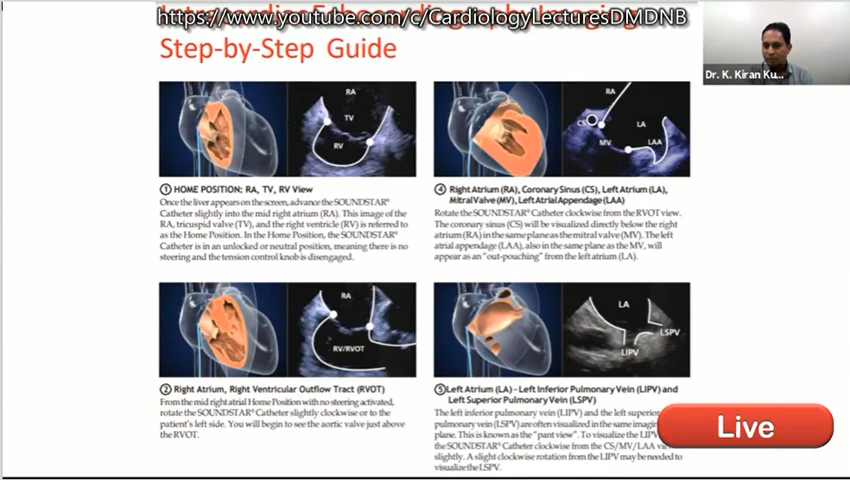 https://www.youtube.com/c/CardiologyLecturesDMDNB
Step-by-Step Guide
Dr. K. Kiran Ku...
RA
TV
RV
① HOME POSITION: RA, TV, RV View
Once the liver appears on the screen, advance the SOUNDSTAR®
Catheter slightly into the mid right atrium (RA). This image of the
RA, tricuspid valve (TV), and the right ventricle (RV) is referred to
as the Home Position. In the Home Position, the SOUNDSTAR®
Catheter is in an unlocked or neutral position, meaning there is no
steering and the tension control knob is disengaged.
RA
CS
LA
MV
LAA
④ Right Atrium (RA), Coronary Sinus (CS), Left Atrium (LA),
Mitral Valve (MV), Left Atrial Appendage (LAA)
Rotate the SOUNDSTAR® Catheter clockwise from the RVOT view.
The coronary sinus (CS) will be visualized directly below the right
atrium (RA) in the same plane as the mitral valve (MV). The left
atrial appendage (LAA), also in the same plane as the MV, will
appear as an "out-pouching" from the left atrium (LA).
RA
RV/RVOT
② Right Atrium, Right Ventricular Outflow Tract (RVOT)
From the mid right atrial Home Position with no steering activated,
rotate the SOUNDSTAR® Catheter slightly clockwise or to the
patient's left side. You will begin to see the aortic valve just above
the RVOT.
LA
LSPV
LIPV
⑤ Left Atrium (LA) - Left Inferior Pulmonary Vein (LIPV) and
Left Superior Pulmonary Vein (LSPV)
The left inferior pulmonary vein (LIPV) and the left superior
pulmonary vein (LSPV) are often visualized in the same imaging
plane. This is known as the "pant view". To visualize the LIPV
the SOUNDSTAR® Catheter clockwise from the CS/MV/LAA
slightly. A slight clockwise rotation from the LIPV may be needed to
visualize the LSPV.
Live